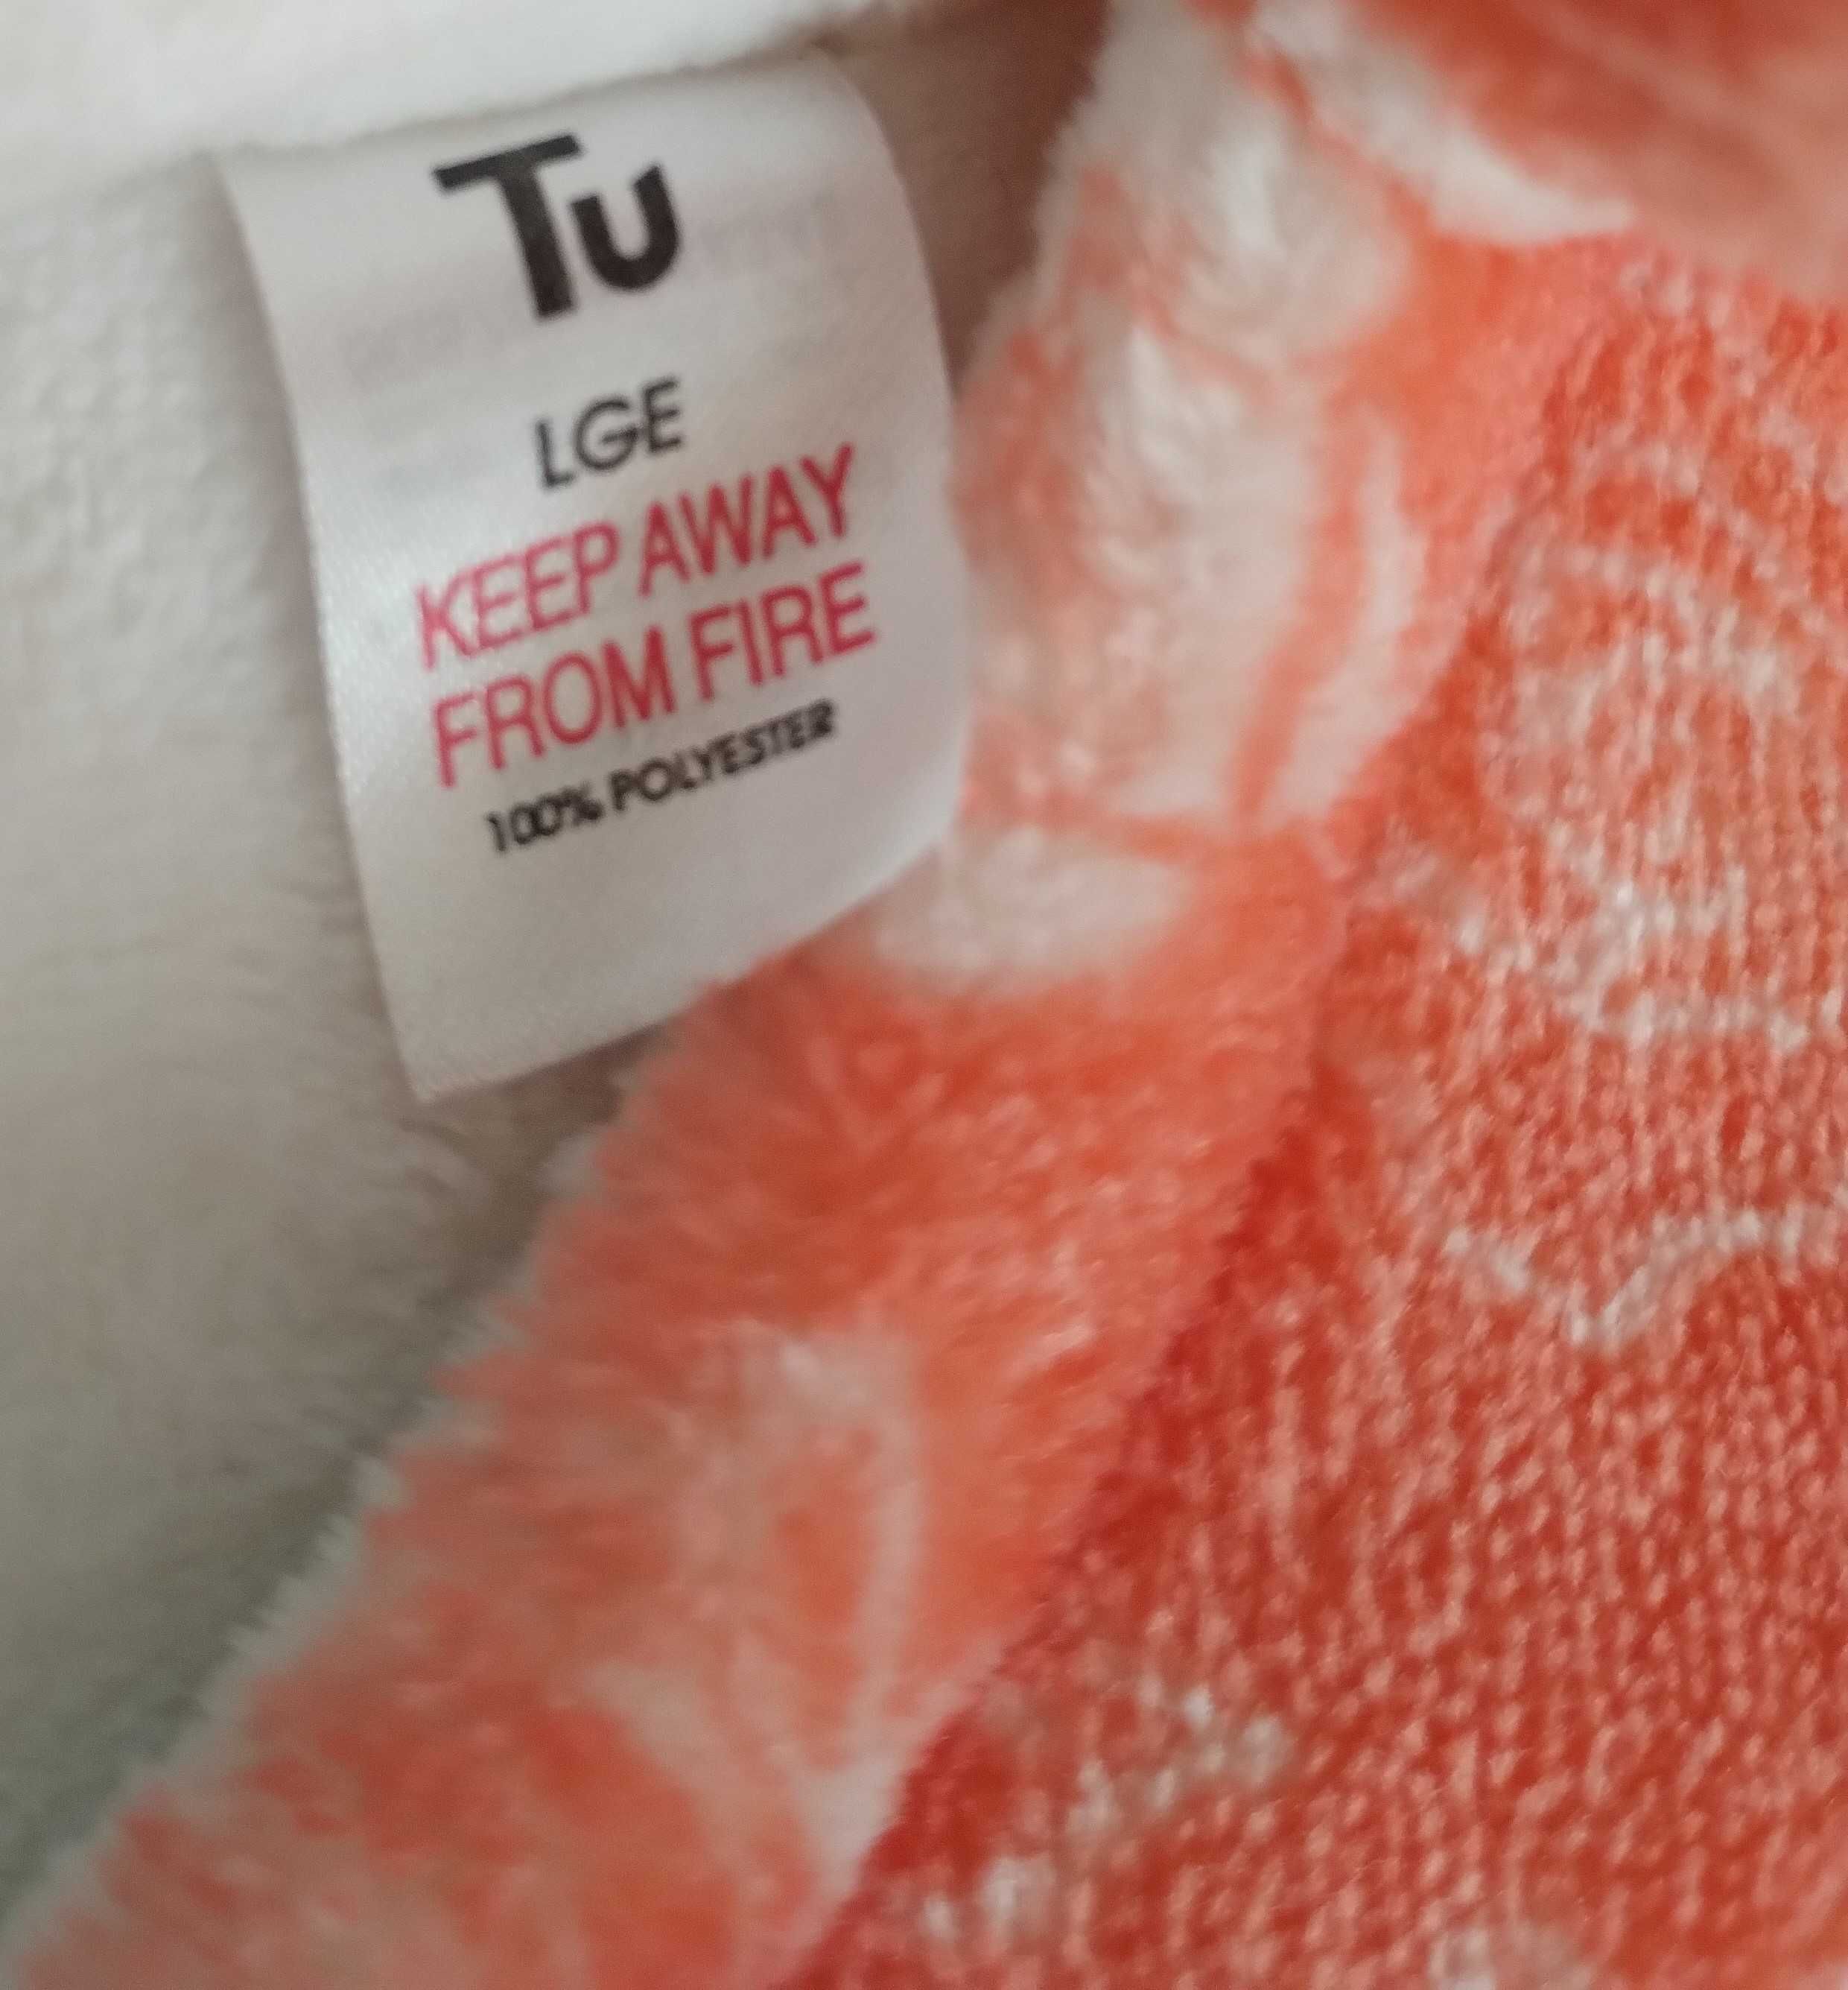 Tu
LGE
KEEP AWAY
FROM FIRE
100% POLYESTER